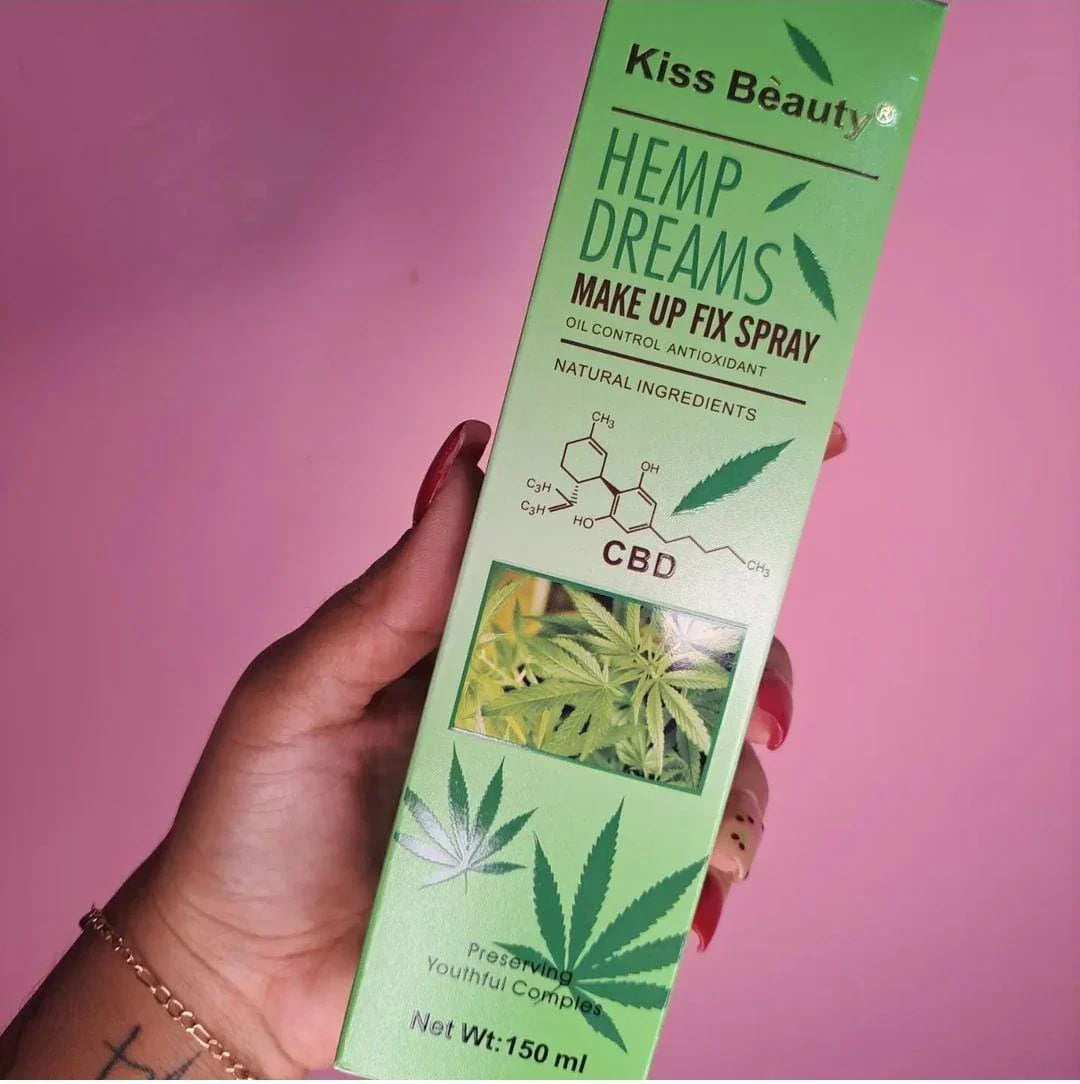 Kiss Bèauty®
HEMP
DREAMS
MAKE UP FIX SPRAY
OIL CONTROL ANTIOXIDANT
NATURAL INGREDIENTS
CH3
OH
C3H
C3H
HO
CH3
CBD
Preserving
Youthful Comples
Net Wt:150 ml